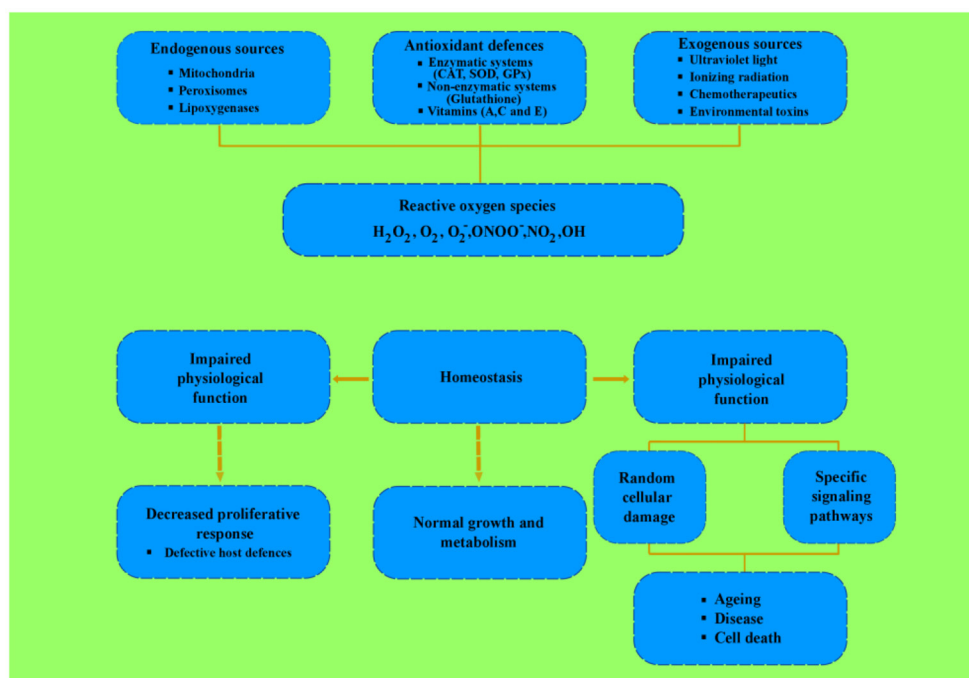 Endogenous sources
▪ Mitochondria
▪ Peroxisomes
▪ Lipoxygenases
Antioxidant defences
▪ Enzymatic systems
(CAT, SOD, GPx)
▪ Non-enzymatic systems
(Glutathione)
▪ Vitamins (A,C and E)
Exogenous sources
▪ Ultraviolet light
▪ Ionizing radiation
▪ Chemotherapeutics
▪ Environmental toxins
Reactive oxygen species
H₂O₂, O₂, O₂⁻,ONOO⁻,NO₂,OH
Impaired
physiological
function
Homeostasis
Impaired
physiological
function
Decreased proliferative
response
▪ Defective host defences
Normal growth and
metabolism
Random
cellular
damage
Specific
signaling
pathways
▪ Ageing
▪ Disease
▪ Cell death